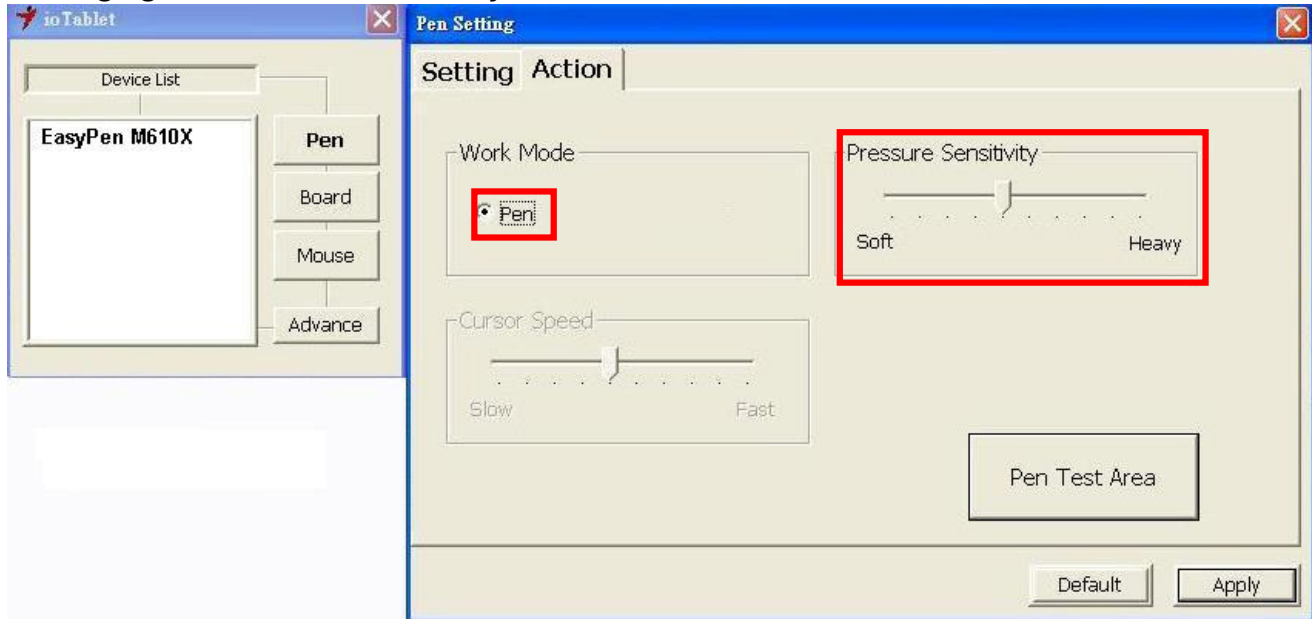 ioTablet
Device List
EasyPen M610X
Pen
Board
Mouse
Advance
Pen Setting
Setting Action
Work Mode
Pen
Pressure Sensitivity
Soft Heavy
Cursor Speed
Slow Fast
Pen Test Area
Default Apply